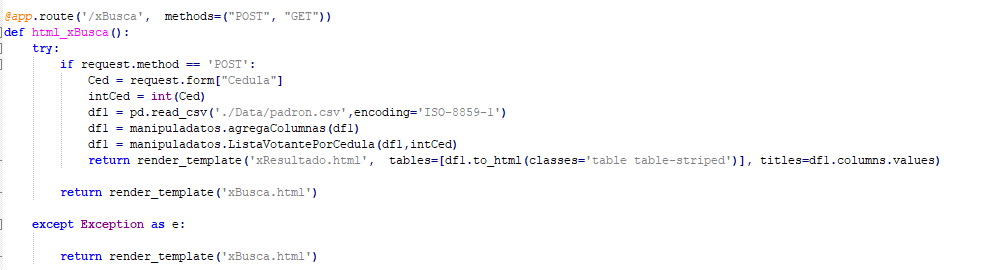 @app.route('/xBusca',  methods=("POST", "GET"))
def html_xBusca():
    try:
        if request.method == 'POST':
            Ced = request.form["Cedula"]
            intCed = int(Ced)
            df1 = pd.read_csv('./Data/padron.csv',encoding='ISO-8859-1')
            df1 = manipuladatos.agregaColumnas(df1)
            df1 = manipuladatos.ListaVotantePorCedula(df1,intCed)
            return render_template('xResultado.html',  tables=[df1.to_html(classes='table table-striped')], titles=df1.columns.values)
        return render_template('xBusca.html')
    except Exception as e:
        return render_template('xBusca.html')